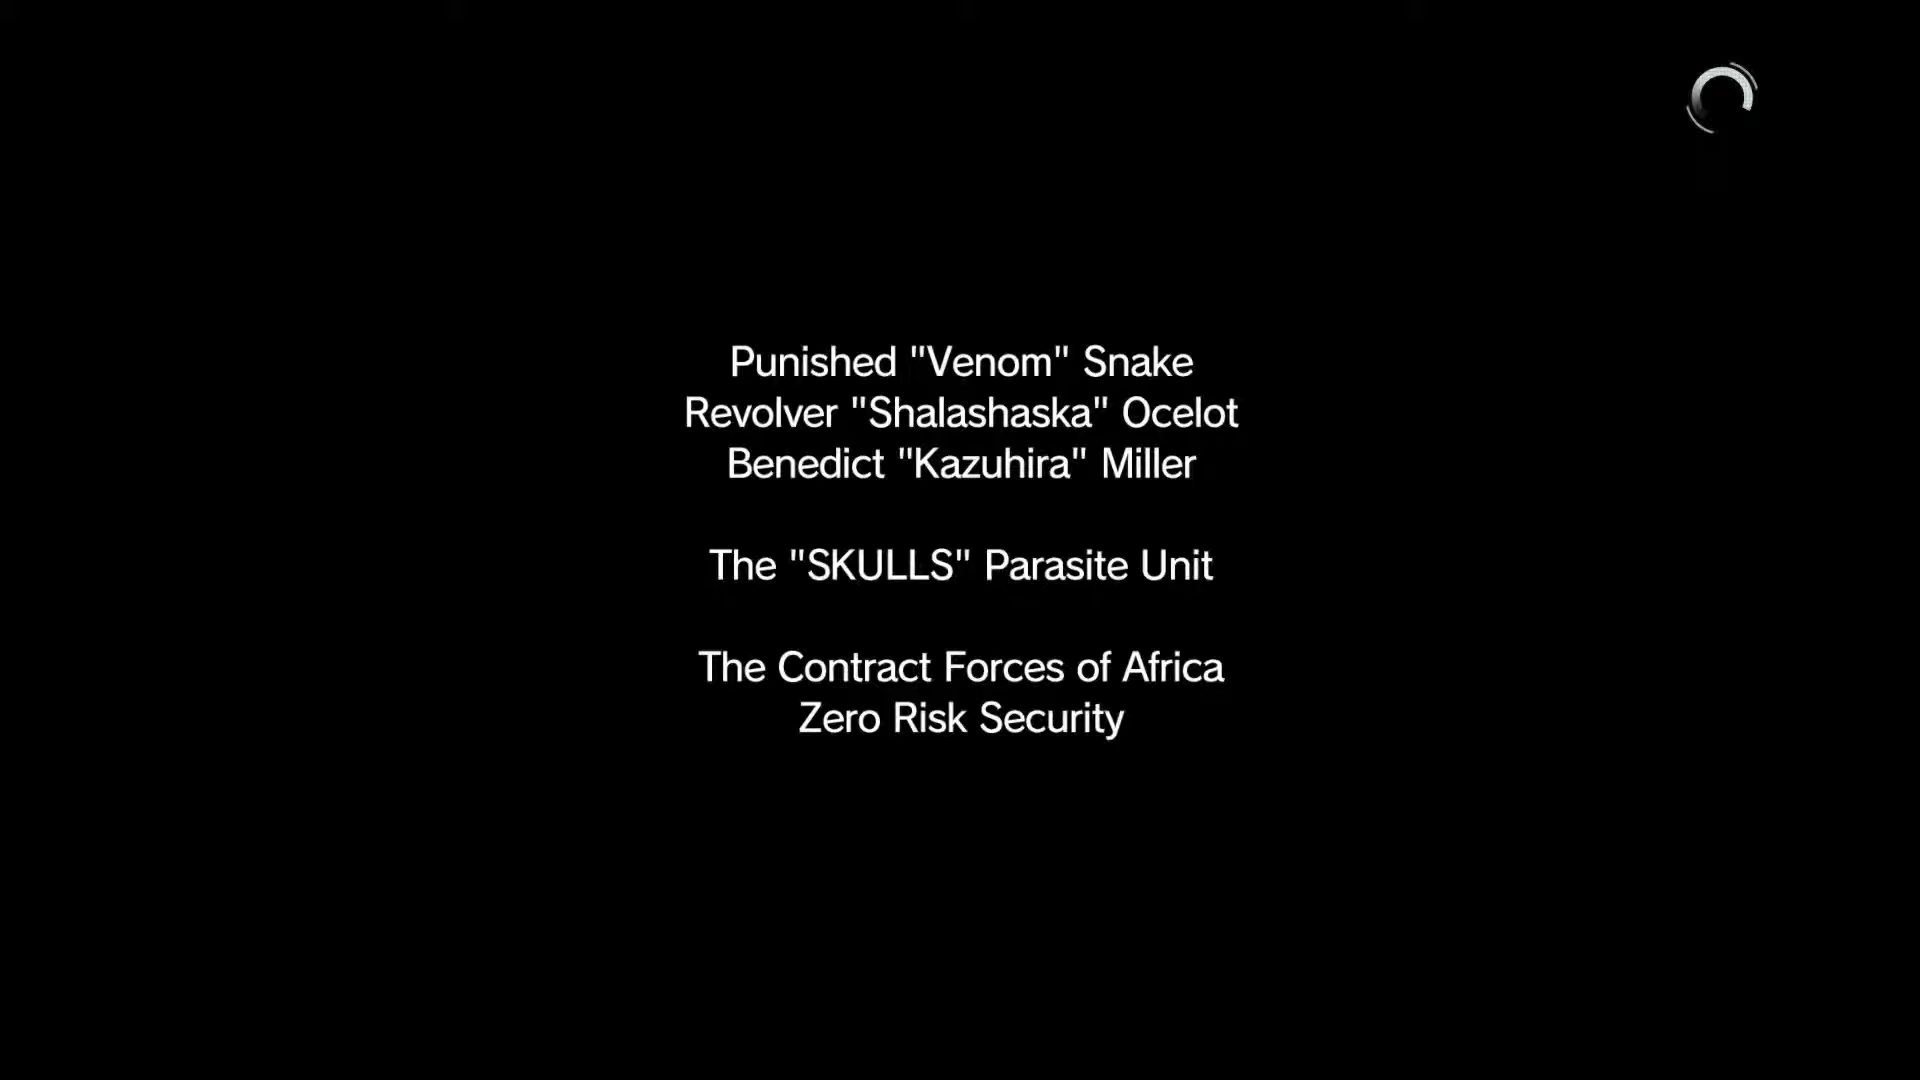 Punished "Venom" Snake
Revolver "Shalashaska" Ocelot
Benedict "Kazuhira" Miller
The "SKULLS" Parasite Unit
The Contract Forces of Africa
Zero Risk Security